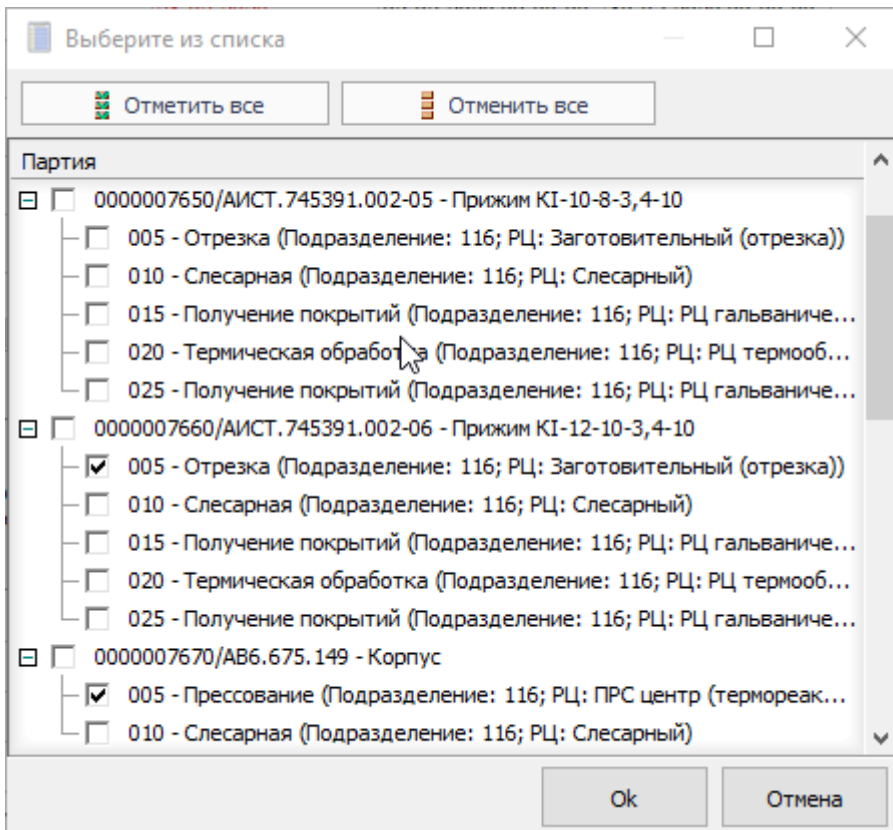 Выберите из списка
Отметить все
Отменить все
Партия
0000007650/АИСТ.745391.002-05 - Прижим KI-10-8-3,4-10
005 - Отрезка (Подразделение: 116; РЦ: Заготовительный (отрезка))
010 - Слесарная (Подразделение: 116; РЦ: Слесарный)
015 - Получение покрытий (Подразделение: 116; РЦ: РЦ гальваниче...
020 - Термическая обработка (Подразделение: 116; РЦ: РЦ термооб...
025 - Получение покрытий (Подразделение: 116; РЦ: РЦ гальваниче...
0000007660/АИСТ.745391.002-06 - Прижим KI-12-10-3,4-10
005 - Отрезка (Подразделение: 116; РЦ: Заготовительный (отрезка))
010 - Слесарная (Подразделение: 116; РЦ: Слесарный)
015 - Получение покрытий (Подразделение: 116; РЦ: РЦ гальваниче...
020 - Термическая обработка (Подразделение: 116; РЦ: РЦ термооб...
025 - Получение покрытий (Подразделение: 116; РЦ: РЦ гальваниче...
0000007670/АВ6.675.149 - Корпус
005 - Прессование (Подразделение: 116; РЦ: ПРС центр (термореак...
010 - Слесарная (Подразделение: 116; РЦ: Слесарный)
Ok
Отмена